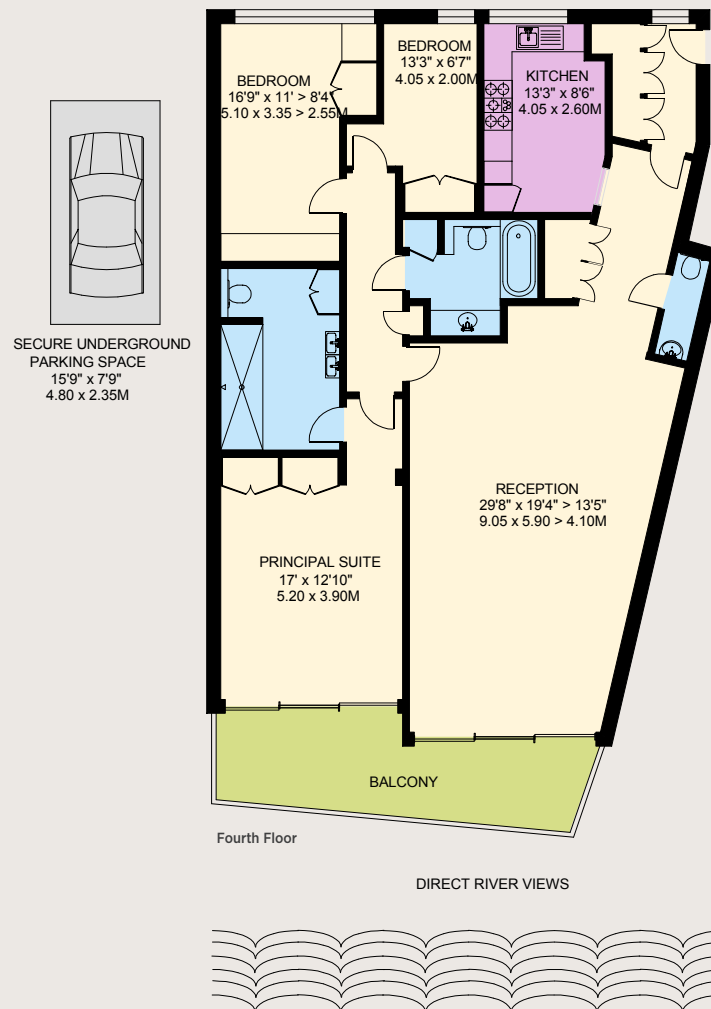 BEDROOM
16'9" x 11' > 8'4"
5.10 x 3.35 > 2.55M
BEDROOM
13'3" x 6'7"
4.05 x 2.00M
KITCHEN
13'3" x 8'6"
4.05 x 2.60M
SECURE UNDERGROUND
PARKING SPACE
15'9" x 7'9"
4.80 x 2.35M
RECEPTION
29'8" x 19'4" > 13'5"
9.05 x 5.90 > 4.10M
PRINCIPAL SUITE
17' x 12'10"
5.20 x 3.90M
BALCONY
Fourth Floor
DIRECT RIVER VIEWS